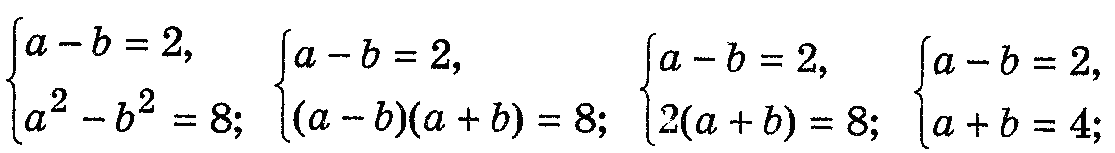 {a − b = 2, {a − b = 2, {a − b = 2, {a − b = 2,
a² − b² = 8; (a − b)(a + b) = 8; 2(a + b) = 8; a + b = 4;